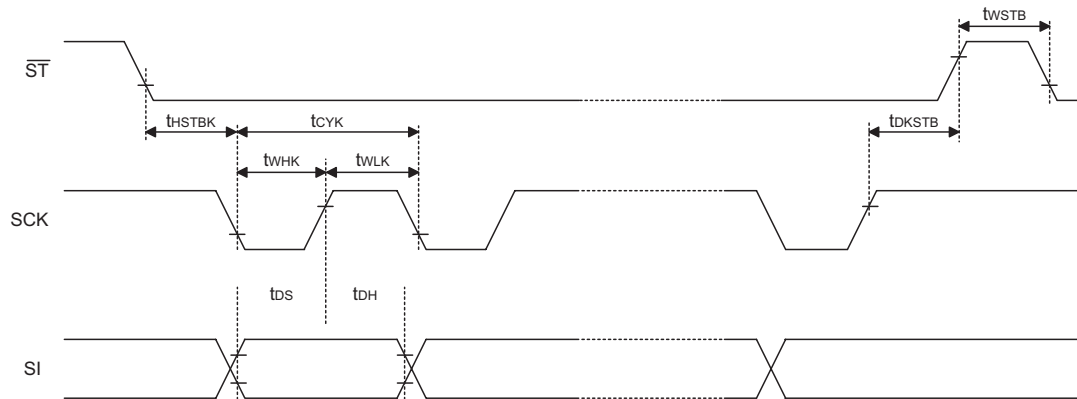 tWSTB
ST
tHSTBK
tCYK
tDKSTB
tWHK
tWLK
SCK
tDS
tDH
SI